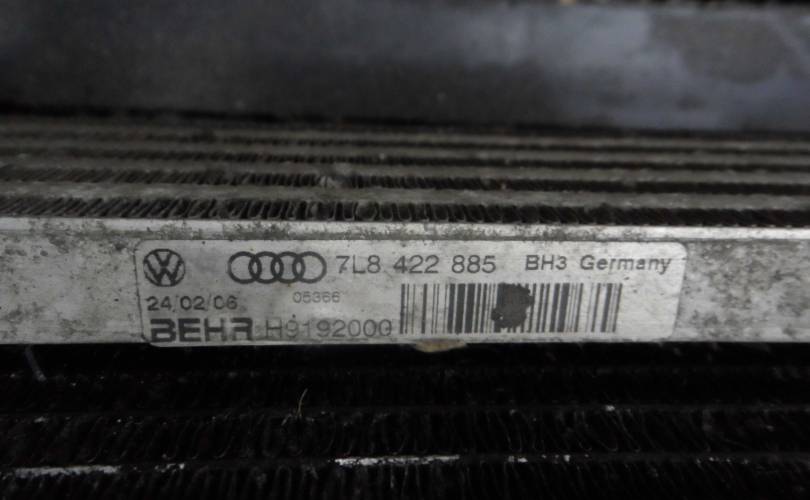 7L8 422 885 BH3 Germany
24/02/06 05366
BEHR H9192000